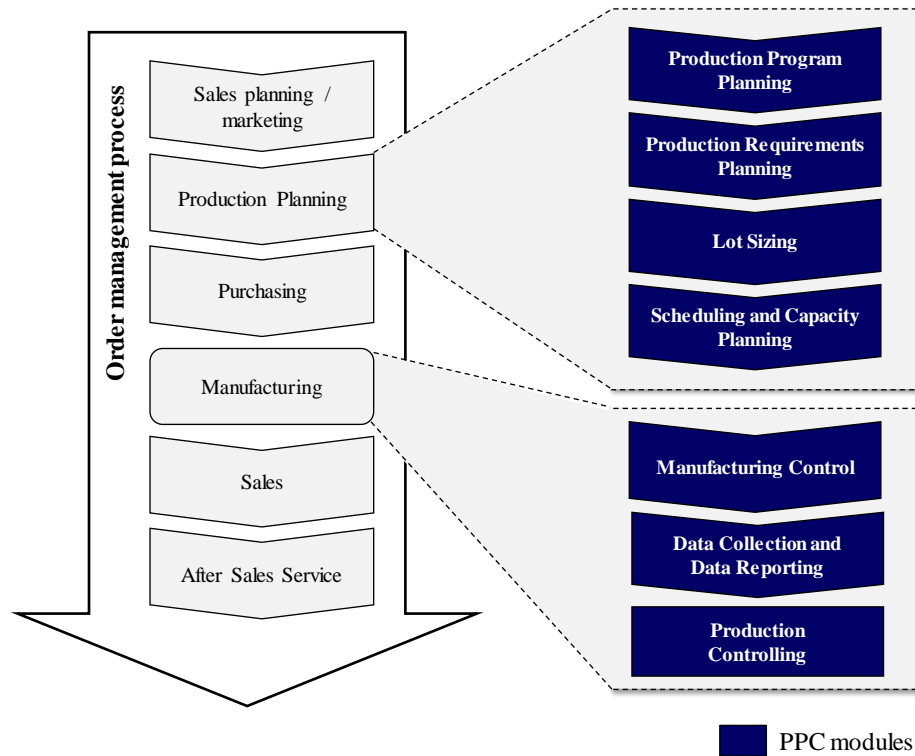 Order management process
Sales planning /
marketing
Production Planning
Purchasing
Manufacturing
Sales
After Sales Service
Production Program
Planning
Production Requirements
Planning
Lot Sizing
Scheduling and Capacity
Planning
Manufacturing Control
Data Collection and
Data Reporting
Production
Controlling
PPC modules